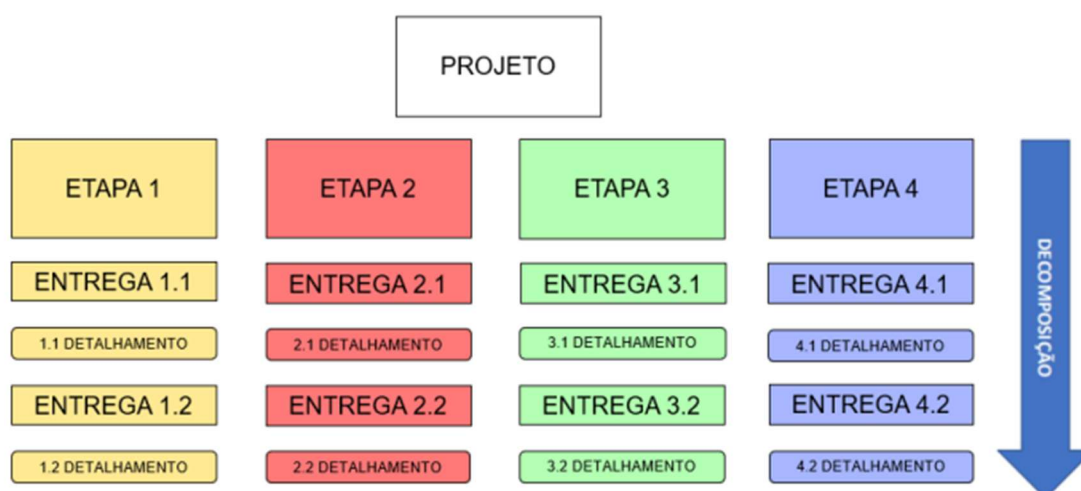 PROJETO
ETAPA 1
ETAPA 2
ETAPA 3
ETAPA 4
ENTREGA 1.1
ENTREGA 2.1
ENTREGA 3.1
ENTREGA 4.1
1.1 DETALHAMENTO
2.1 DETALHAMENTO
3.1 DETALHAMENTO
4.1 DETALHAMENTO
ENTREGA 1.2
ENTREGA 2.2
ENTREGA 3.2
ENTREGA 4.2
1.2 DETALHAMENTO
2.2 DETALHAMENTO
3.2 DETALHAMENTO
4.2 DETALHAMENTO
DECOMPOSIÇÃO